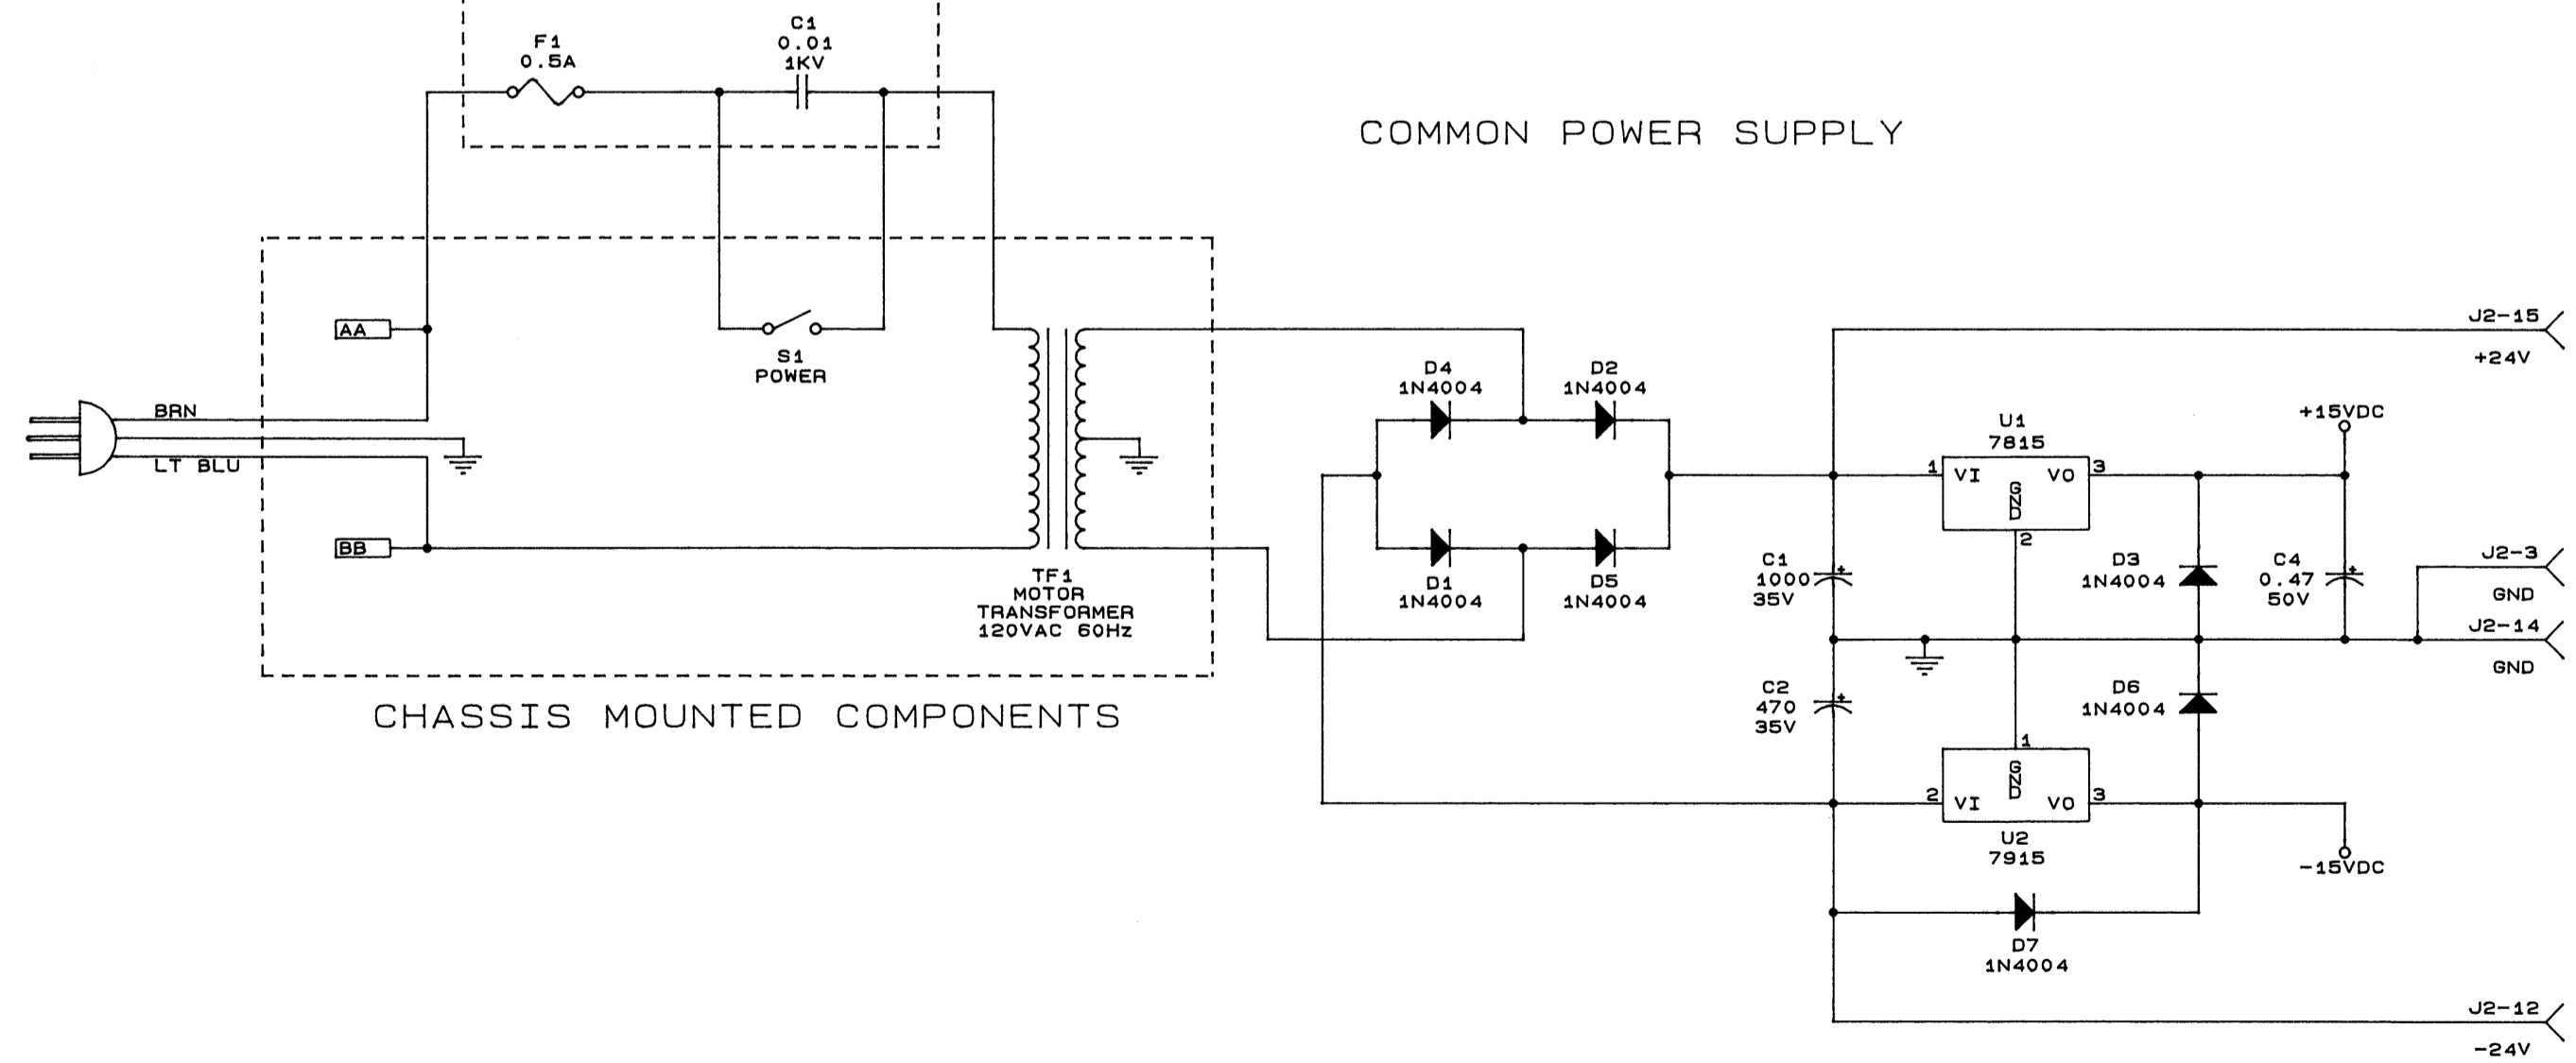 C1
0.01
1KV
F1
0.5A
COMMON POWER SUPPLY
AA
S1
POWER
BRN
LT BLU
BB
TF1
MOTOR
TRANSFORMER
120VAC 60Hz
CHASSIS MOUNTED COMPONENTS
D4
1N4004
D2
1N4004
D1
1N4004
D5
1N4004
J2-15
+24V
+15VDC
U1
7815
1
VI
VO
3
GND
2
C1
1000
35V
+
D3
1N4004
C4
0.47
50V
+
J2-3
GND
J2-14
GND
C2
470
35V
+
D6
1N4004
1
GND
2
VI
VO
3
U2
7915
-15VDC
D7
1N4004
J2-12
-24V